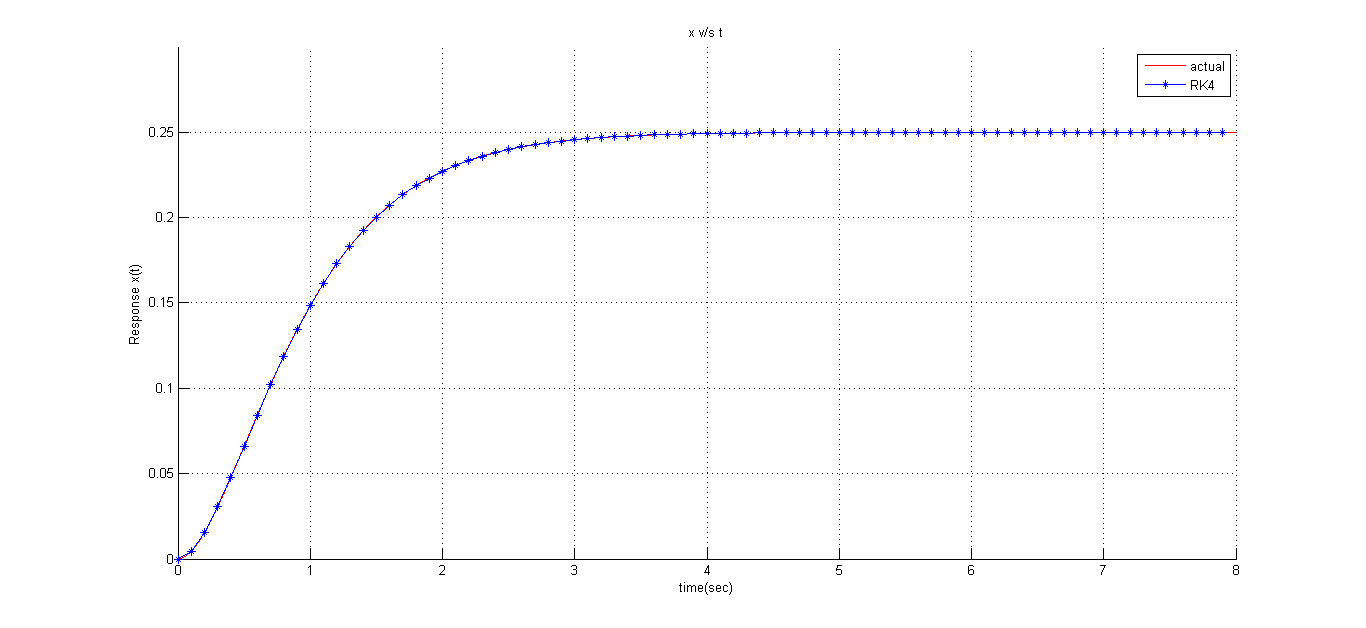 x v/s t
actual
RK4
0.25
0.2
0.15
0.1
0.05
0
Response x(t)
0 1 2 3 4 5 6 7 8
time(sec)